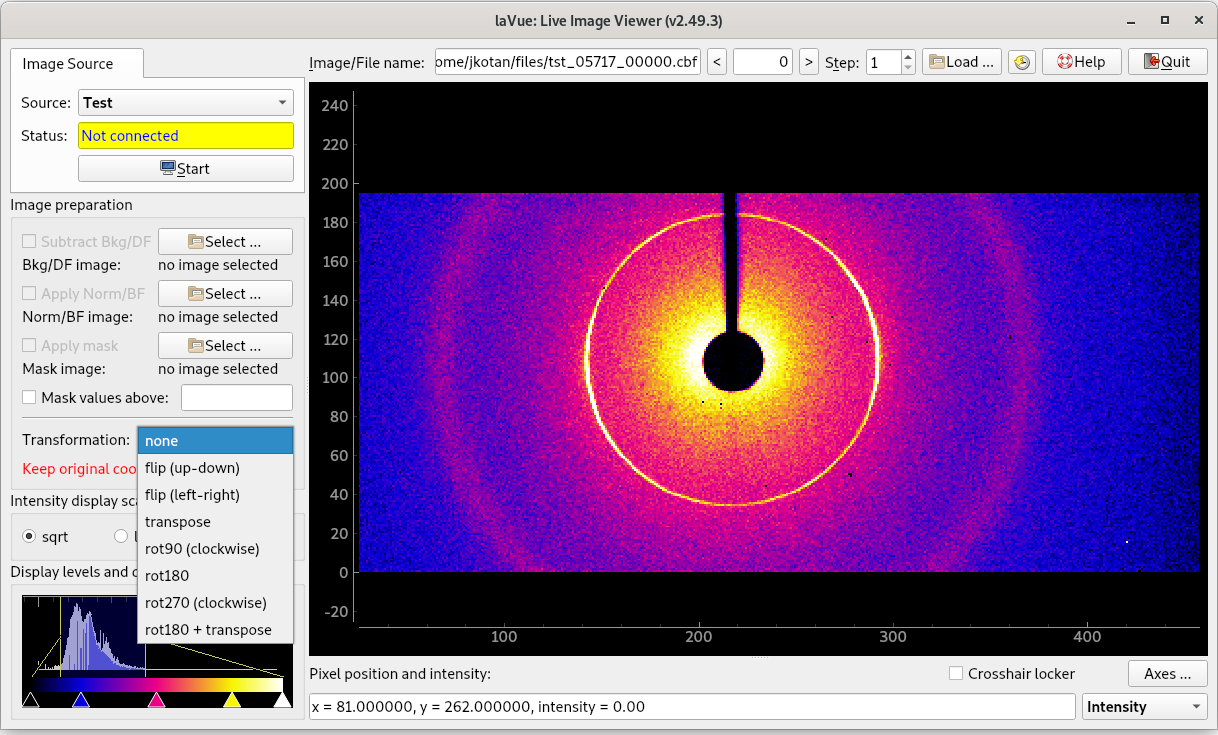 laVue: Live Image Viewer (v2.49.3)
Image Source
Image/File name: ome/jkotan/files/tst_05717_00000.cbf < 0 > Step: 1 Load ... Help Quit
Source: Test
Status: Not connected
Start
Image preparation
Subtract Bkg/DF Select ...
Bkg/DF image: no image selected
Apply Norm/BF Select ...
Norm/BF image: no image selected
Apply mask Select ...
Mask image: no image selected
Mask values above:
Transformation: none
Keep original coo
flip (up-down)
flip (left-right)
transpose
rot90 (clockwise)
rot180
rot270 (clockwise)
rot180 + transpose
Intensity display sca
sqrt
Display levels and
240
220
200
180
160
140
120
100
80
60
40
20
0
-20
100 200 300 400
Pixel position and intensity:
Crosshair locker Axes ...
x = 81.000000, y = 262.000000, intensity = 0.00 Intensity